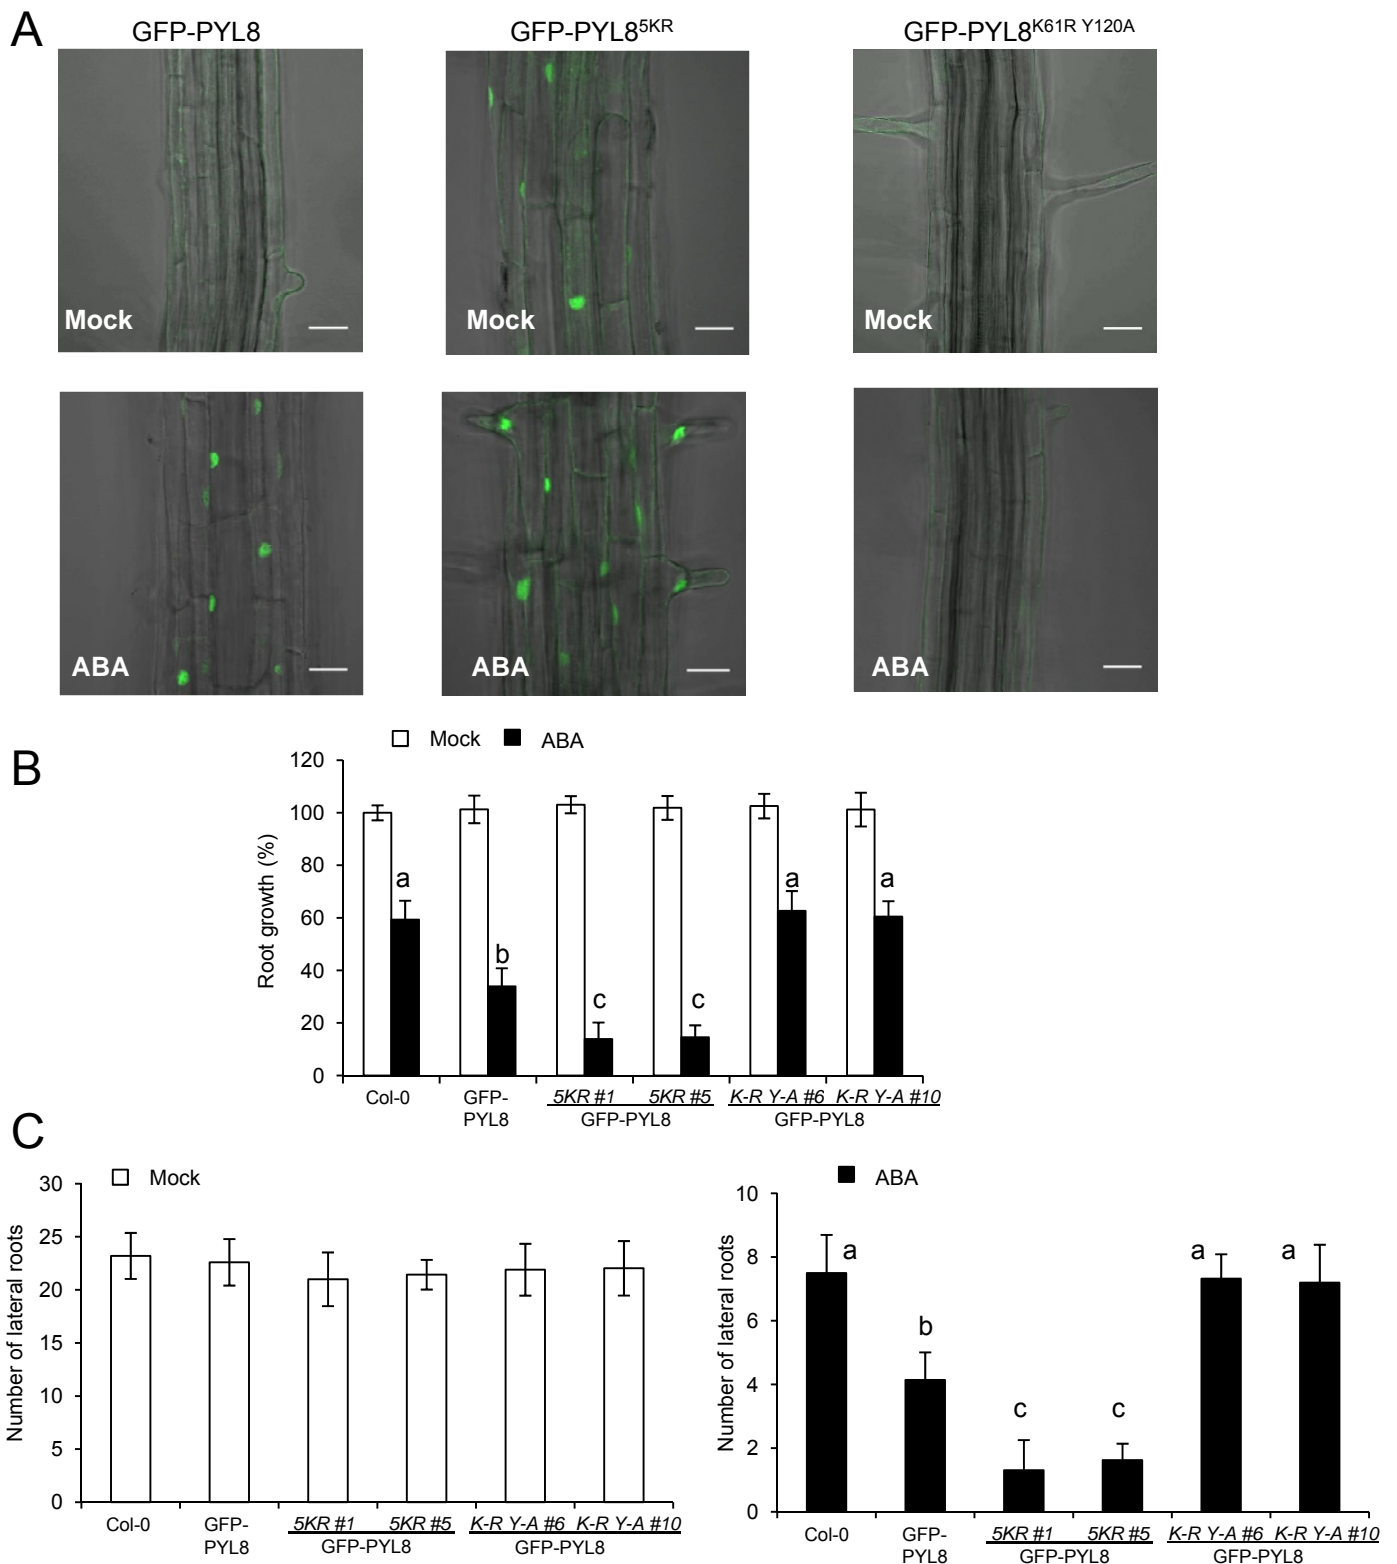 A
GFP-PYL8
GFP-PYL8^5KR
GFP-PYL8^K61R Y120A
Mock
Mock
Mock
ABA
ABA
ABA
B
Mock
ABA
Root growth (%)
120
100
80
60
40
20
0
a
b
c
c
a
a
Col-0
GFP-
PYL8
5KR #1
5KR #5
K-R Y-A #6
K-R Y-A #10
GFP-PYL8
GFP-PYL8
C
Mock
Number of lateral roots
30
25
20
15
10
5
0
Col-0
GFP-
PYL8
5KR #1
5KR #5
K-R Y-A #6
K-R Y-A #10
GFP-PYL8
GFP-PYL8
ABA
Number of lateral roots
10
8
6
4
2
0
a
b
c
c
a
a
Col-0
GFP-
PYL8
5KR #1
5KR #5
K-R Y-A #6
K-R Y-A #10
GFP-PYL8
GFP-PYL8